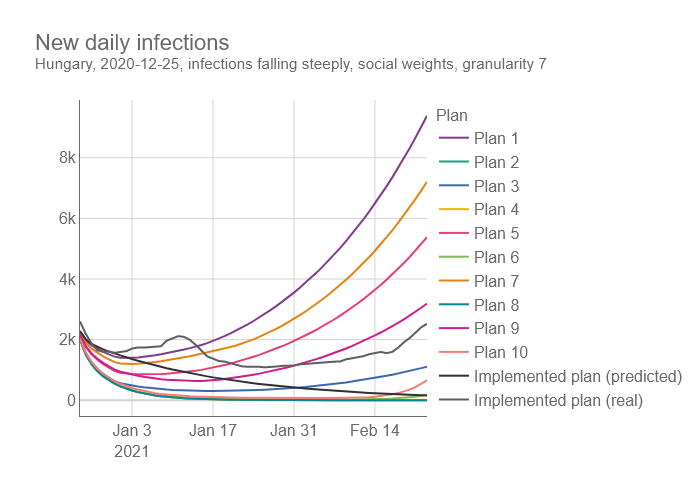 New daily infections
Hungary, 2020-12-25, infections falling steeply, social weights, granularity 7
Plan
8k
6k
4k
2k
0
Jan 3
2021
Jan 17
Jan 31
Feb 14
Plan 1
Plan 2
Plan 3
Plan 4
Plan 5
Plan 6
Plan 7
Plan 8
Plan 9
Plan 10
Implemented plan (predicted)
Implemented plan (real)